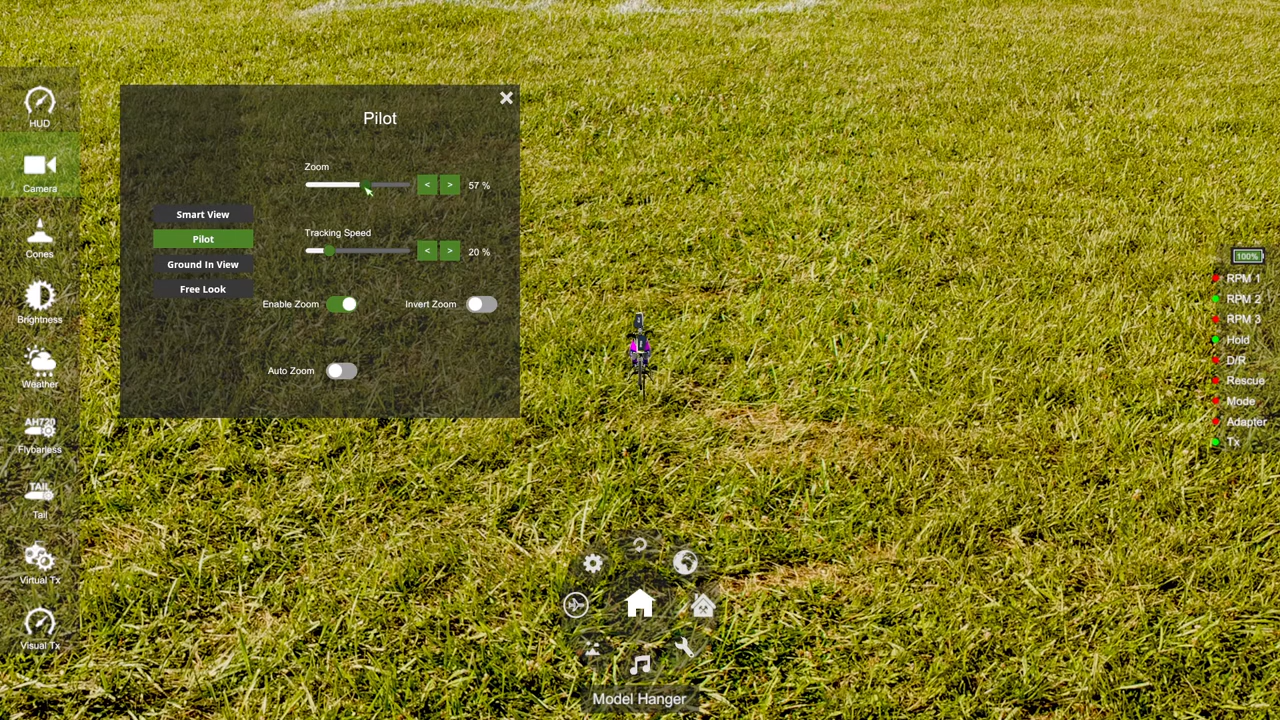 HUD
Camera
Cones
Brightness
Weather
AH720
Flybarless
TAIL
Tail
Virtual Tx
Visual Tx
Pilot
Zoom
< > 57 %
Tracking Speed
< > 20 %
Smart View
Pilot
Ground In View
Free Look
Enable Zoom
Invert Zoom
Auto Zoom
100%
RPM 1
RPM 2
RPM 3
Hold
D/R
Rescue
Mode
Adapter
Tx
Model Hanger